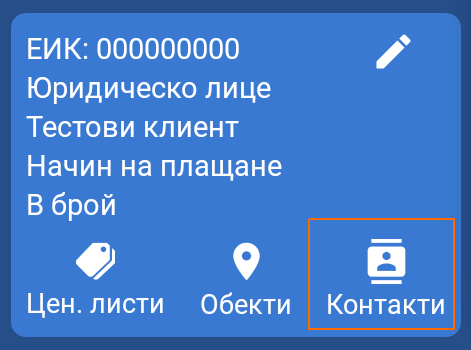 ЕИК: 000000000
Юридическо лице
Тестови клиент
Начин на плащане
В брой
Цен. листи
Обекти
Контакти